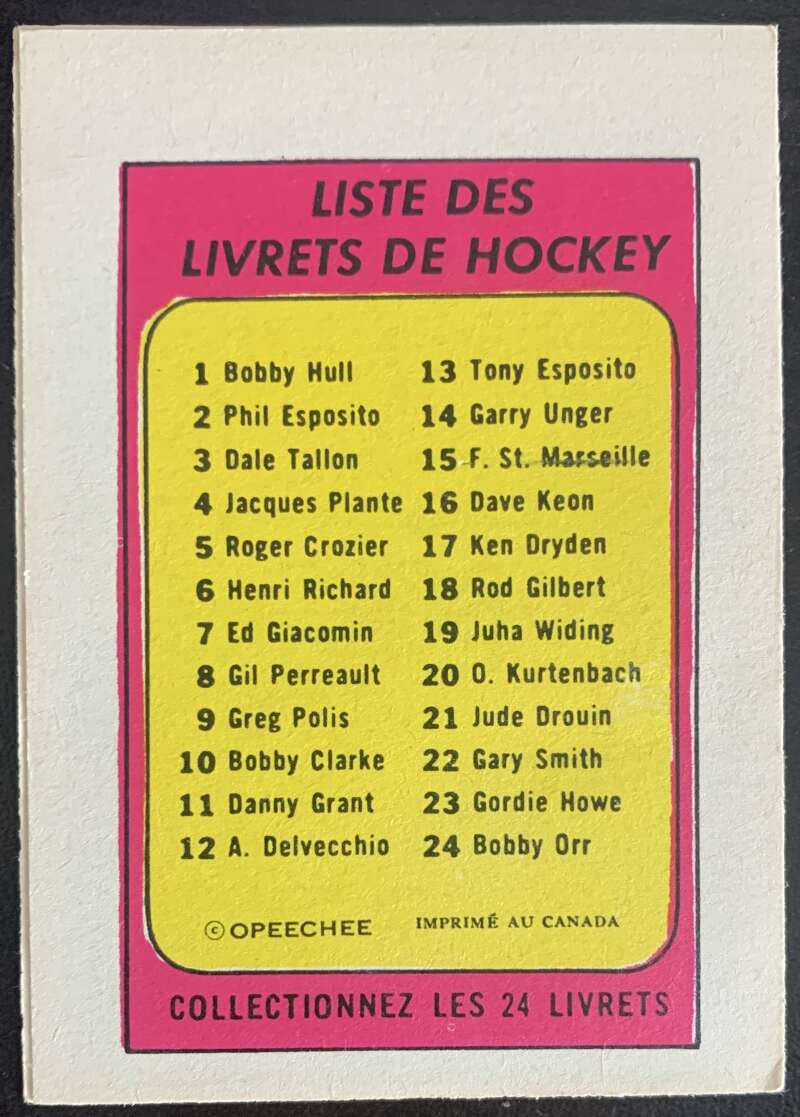 LISTE DES
LIVRETS DE HOCKEY
1 Bobby Hull
2 Phil Esposito
3 Dale Tallon
4 Jacques Plante
5 Roger Crozier
6 Henri Richard
7 Ed Giacomin
8 Gil Perreault
9 Greg Polis
10 Bobby Clarke
11 Danny Grant
12 A. Delvecchio
13 Tony Esposito
14 Garry Unger
15 F. St. Marseille
16 Dave Keon
17 Ken Dryden
18 Rod Gilbert
19 Juha Widing
20 O. Kurtenbach
21 Jude Drouin
22 Gary Smith
23 Gordie Howe
24 Bobby Orr
©OPEECHEE
IMPRIMÉ AU CANADA
COLLECTIONNEZ LES 24 LIVRETS